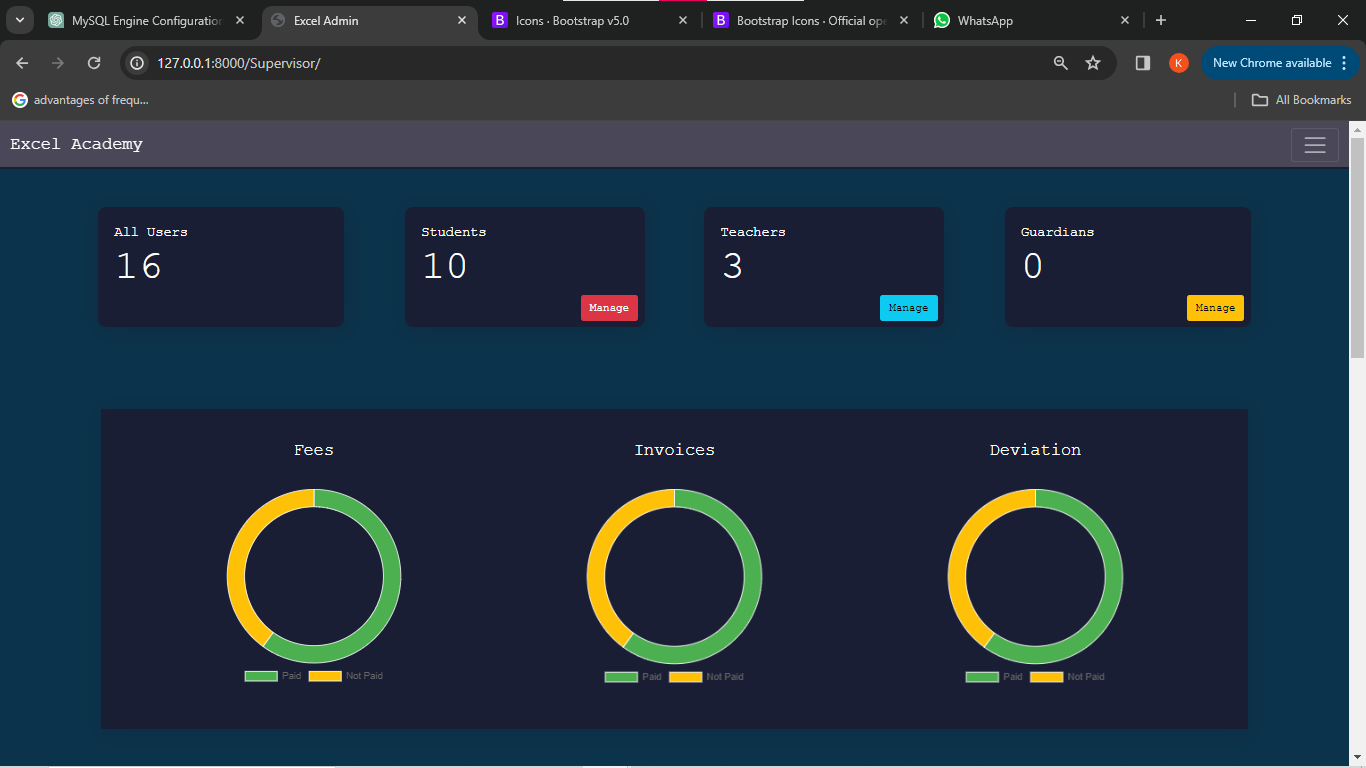 MySQL Engine Configuration
Excel Admin
Icons · Bootstrap v5.0
Bootstrap Icons · Official ope
WhatsApp
127.0.0.1:8000/Supervisor/
K
New Chrome available
advantages of frequ...
All Bookmarks
Excel Academy
All Users
16
Students
10
Manage
Teachers
3
Manage
Guardians
0
Manage
Fees
Paid Not Paid
Invoices
Paid Not Paid
Deviation
Paid Not Paid